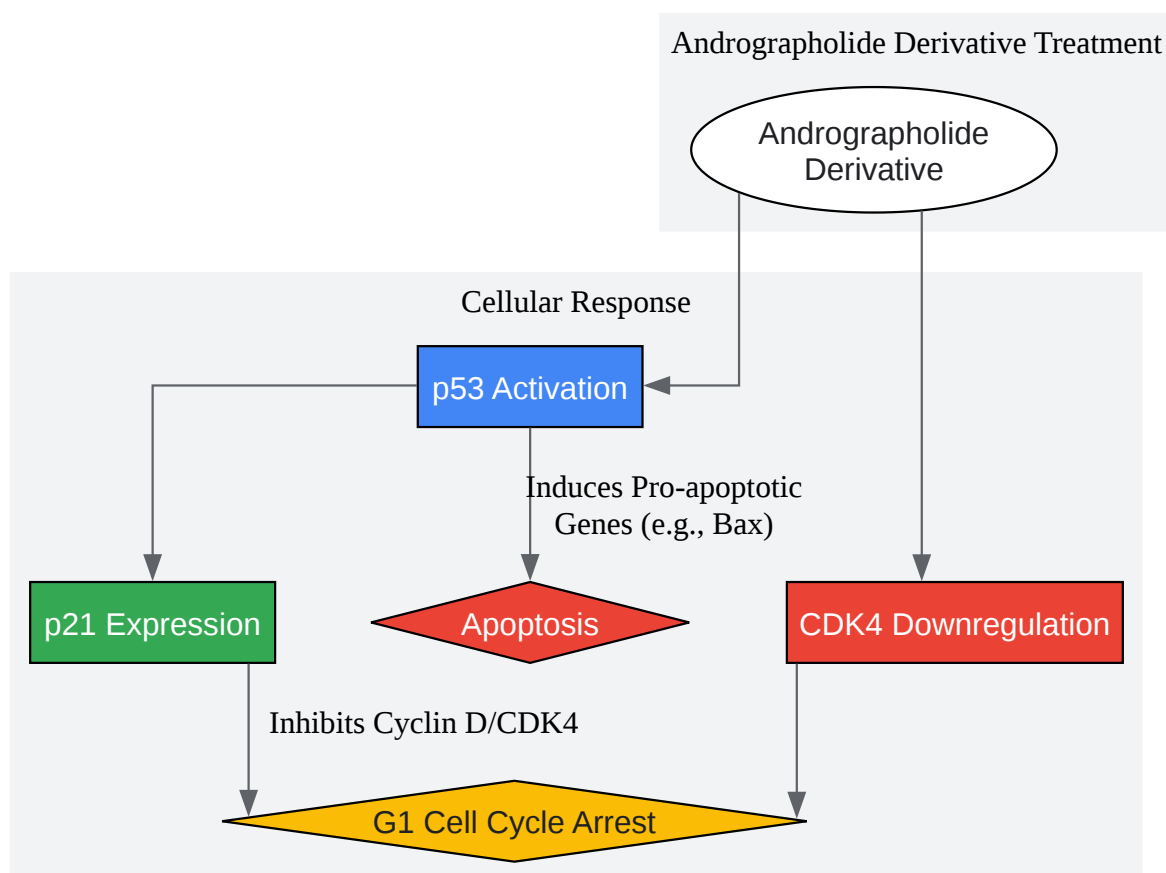 Andrographolide Derivative Treatment
Andrographolide
Derivative
Cellular Response
p53 Activation
Induces Pro-apoptotic
Genes (e.g., Bax)
p21 Expression
Apoptosis
CDK4 Downregulation
Inhibits Cyclin D/CDK4
G1 Cell Cycle Arrest